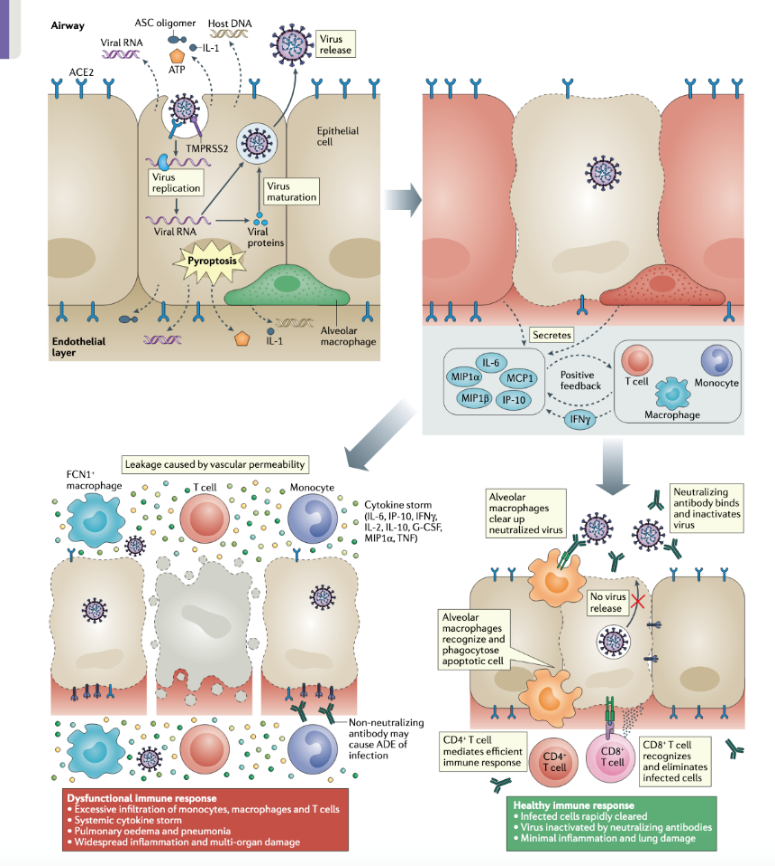 Airway
ASC oligomer
Host DNA
Viral RNA
IL-1
ATP
Virus
release
ACE2
TMPRSS2
Epithelial
cell
Virus
replication
Virus
maturation
Viral RNA
Viral
proteins
Pyroptosis
Endothelial
layer
IL-1
Alveolar
macrophage
Secretes
IL-6
MIP1α
MCP1
MIP1β
IP-10
Positive
feedback
IFNγ
T cell
Monocyte
Macrophage
Leakage caused by vascular permeability
FCN1⁺
macrophage
T cell
Monocyte
Cytokine storm
(IL-6, IP-10, IFNγ,
IL-2, IL-10, G-CSF,
MIP1α, TNF)
Non-neutralizing
antibody may
cause ADE of
infection
Dysfunctional immune response
• Excessive infiltration of monocytes, macrophages and T cells
• Systemic cytokine storm
• Pulmonary oedema and pneumonia
• Widespread inflammation and multi-organ damage
Alveolar
macrophages
clear up
neutralized virus
Neutralizing
antibody binds
and inactivates
virus
No virus
release
Alveolar
macrophages
recognize and
phagocytose
apoptotic cell
CD4⁺ T cell
mediates efficient
immune response
CD4⁺
T cell
CD8⁺
T cell
CD8⁺ T cell
recognizes
and eliminates
infected cells
Healthy immune response
• Infected cells rapidly cleared
• Virus inactivated by neutralizing antibodies
• Minimal inflammation and lung damage